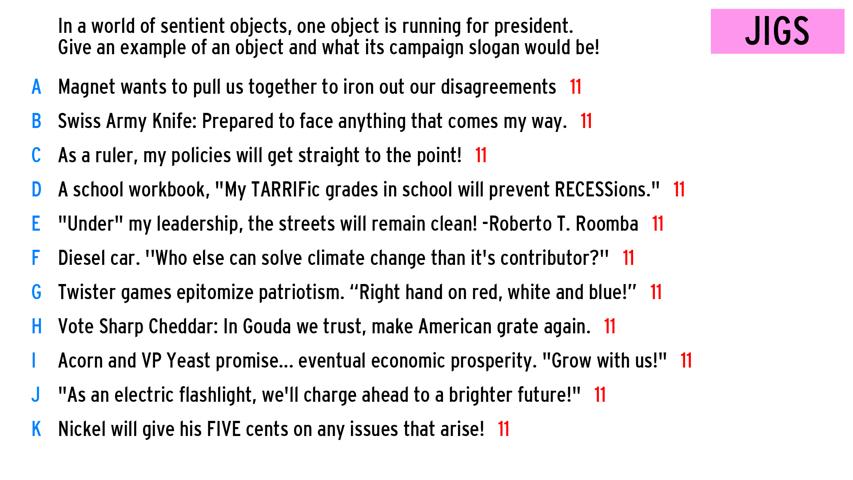 In a world of sentient objects, one object is running for president.
Give an example of an object and what its campaign slogan would be!
JIGS
A Magnet wants to pull us together to iron out our disagreements 11
B Swiss Army Knife: Prepared to face anything that comes my way. 11
C As a ruler, my policies will get straight to the point! 11
D A school workbook, "My TARRIFic grades in school will prevent RECESSions." 11
E "Under" my leadership, the streets will remain clean! -Roberto T. Roomba 11
F Diesel car. ''Who else can solve climate change than it's contributor?" 11
G Twister games epitomize patriotism. “Right hand on red, white and blue!” 11
H Vote Sharp Cheddar: In Gouda we trust, make American grate again. 11
I Acorn and VP Yeast promise... eventual economic prosperity. "Grow with us!" 11
J "As an electric flashlight, we'll charge ahead to a brighter future!" 11
K Nickel will give his FIVE cents on any issues that arise! 11